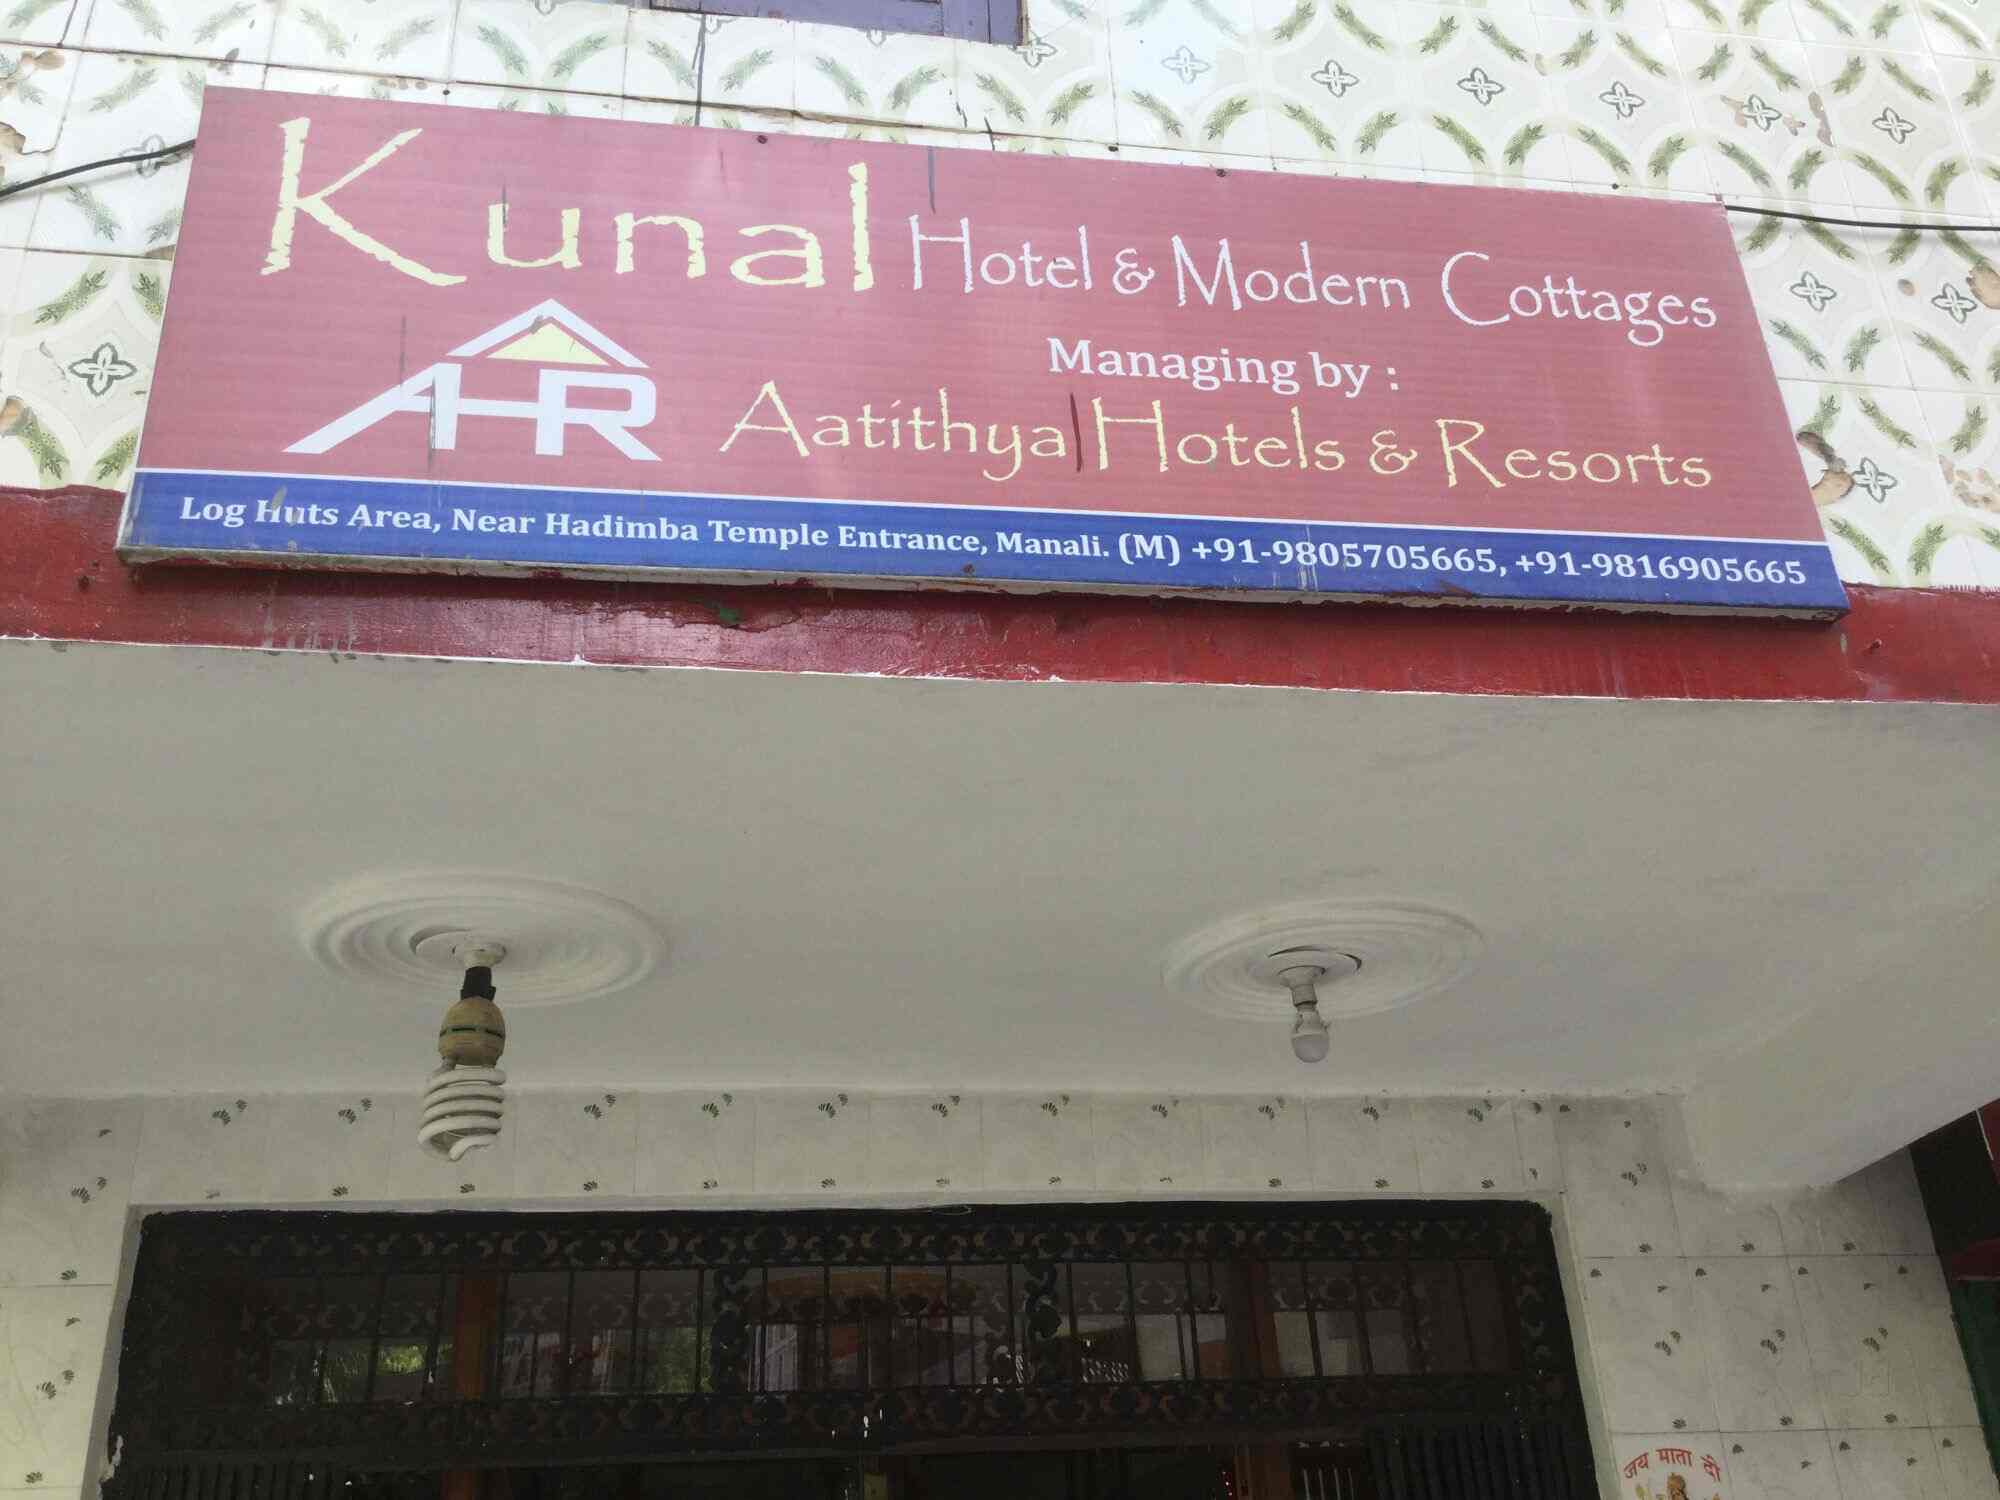 Kunal Hotel & Modern Cottages
AHR
Managing by :
Aatithya Hotels & Resorts
Log Huts Area, Near Hadimba Temple Entrance, Manali. (M) +91-9805705665, +91-9816905665
जय माता दी